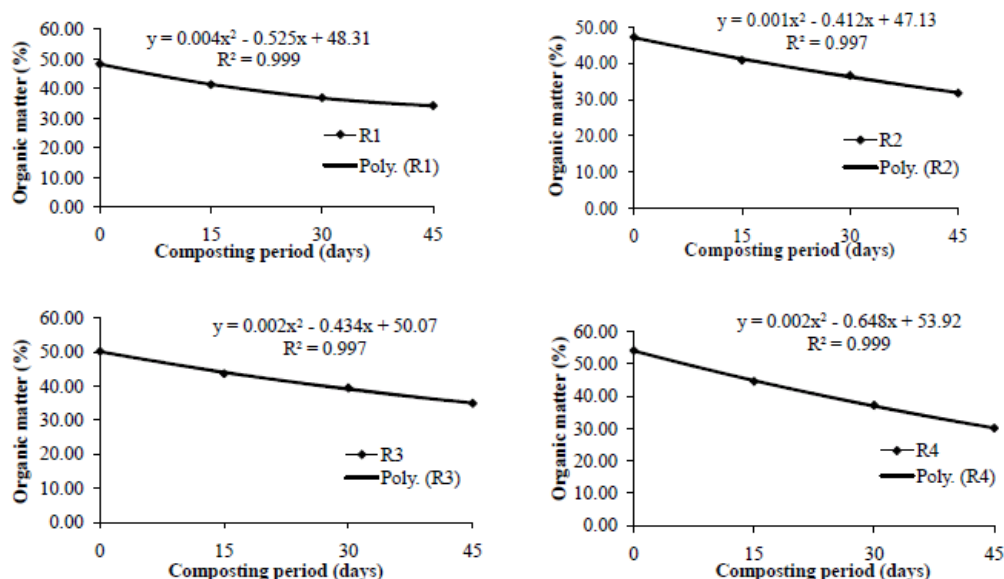 y = 0.004x² - 0.525x + 48.31
R² = 0.999
Organic matter (%)
60.00
50.00
40.00
30.00
20.00
10.00
0.00
R1
Poly. (R1)
0 15 30 45
Composting period (days)
y = 0.001x² - 0.412x + 47.13
R² = 0.997
Organic matter (%)
50.00
40.00
30.00
20.00
10.00
0.00
R2
Poly. (R2)
0 15 30 45
Composting period (days)
y = 0.002x² - 0.434x + 50.07
R² = 0.997
Organic matter (%)
60.00
50.00
40.00
30.00
20.00
10.00
0.00
R3
Poly. (R3)
0 15 30 45
Composting period (days)
y = 0.002x² - 0.648x + 53.92
R² = 0.999
Organic matter (%)
60.00
50.00
40.00
30.00
20.00
10.00
0.00
R4
Poly. (R4)
0 15 30 45
Composting period (days)